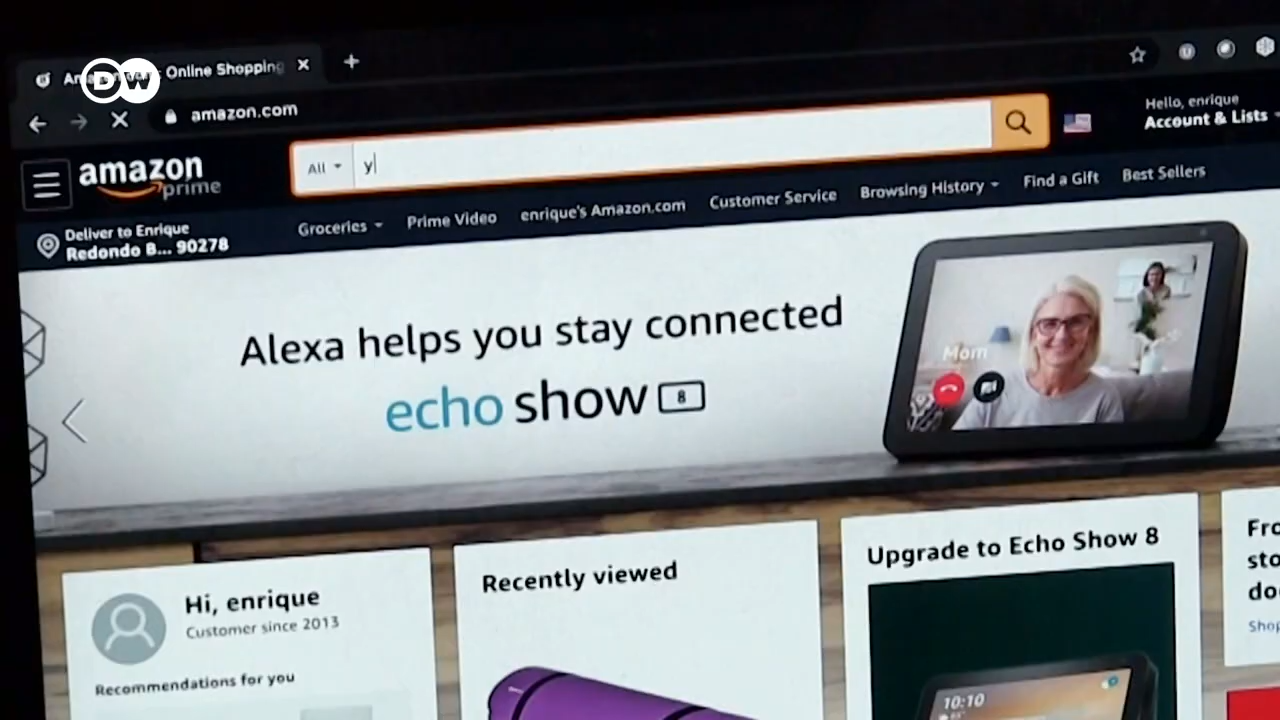 Online Shopping
DW
amazon.com
Hello, enrique
Account & Lists
amazon
prime
All
y
Deliver to Enrique
Redondo B... 90278
Groceries
Prime Video
enrique's Amazon.com
Customer Service
Browsing History
Find a Gift
Best Sellers
Alexa helps you stay connected
echo show 8
Mom
Hi, enrique
Customer since 2013
Recommendations for you
Recently viewed
Upgrade to Echo Show 8
10:10